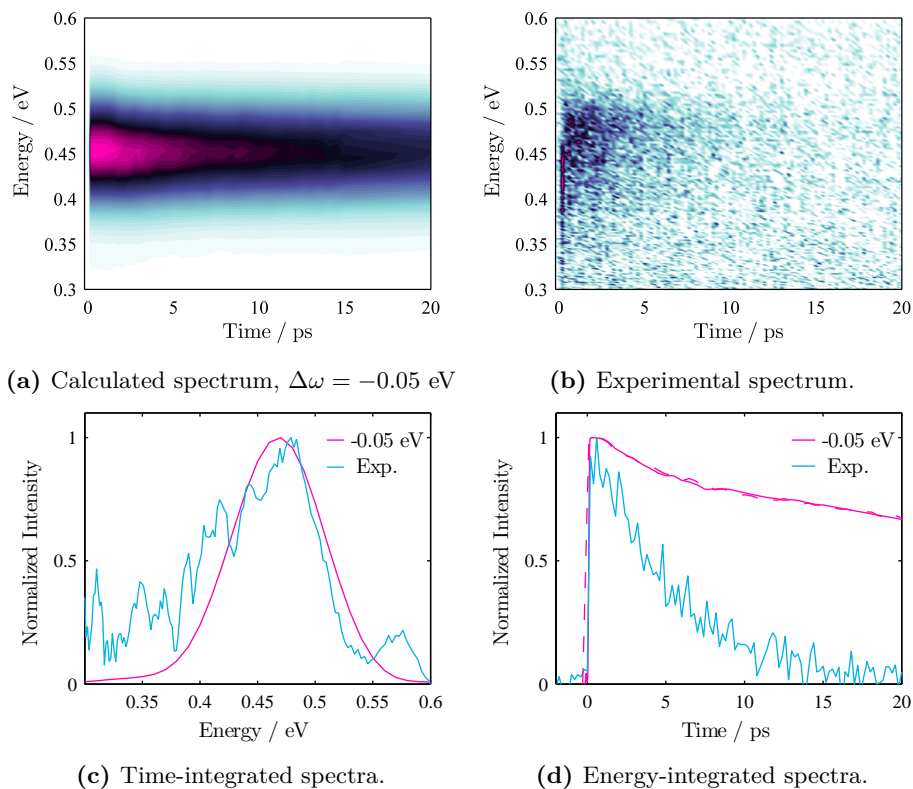 0.6
0.55
0.5
0.45
0.4
0.35
0.3
Energy / eV
0 5 10 15 20
Time / ps
(a) Calculated spectrum, Δω = −0.05 eV
0.6
0.55
0.5
0.45
0.4
0.35
0.3
Energy / eV
0 5 10 15 20
Time / ps
(b) Experimental spectrum.
1
0.5
0
Normalized Intensity
-0.05 eV
Exp.
0.35 0.4 0.45 0.5 0.55 0.6
Energy / eV
(c) Time-integrated spectra.
1
0.5
0
Normalized Intensity
-0.05 eV
Exp.
0 5 10 15 20
Time / ps
(d) Energy-integrated spectra.